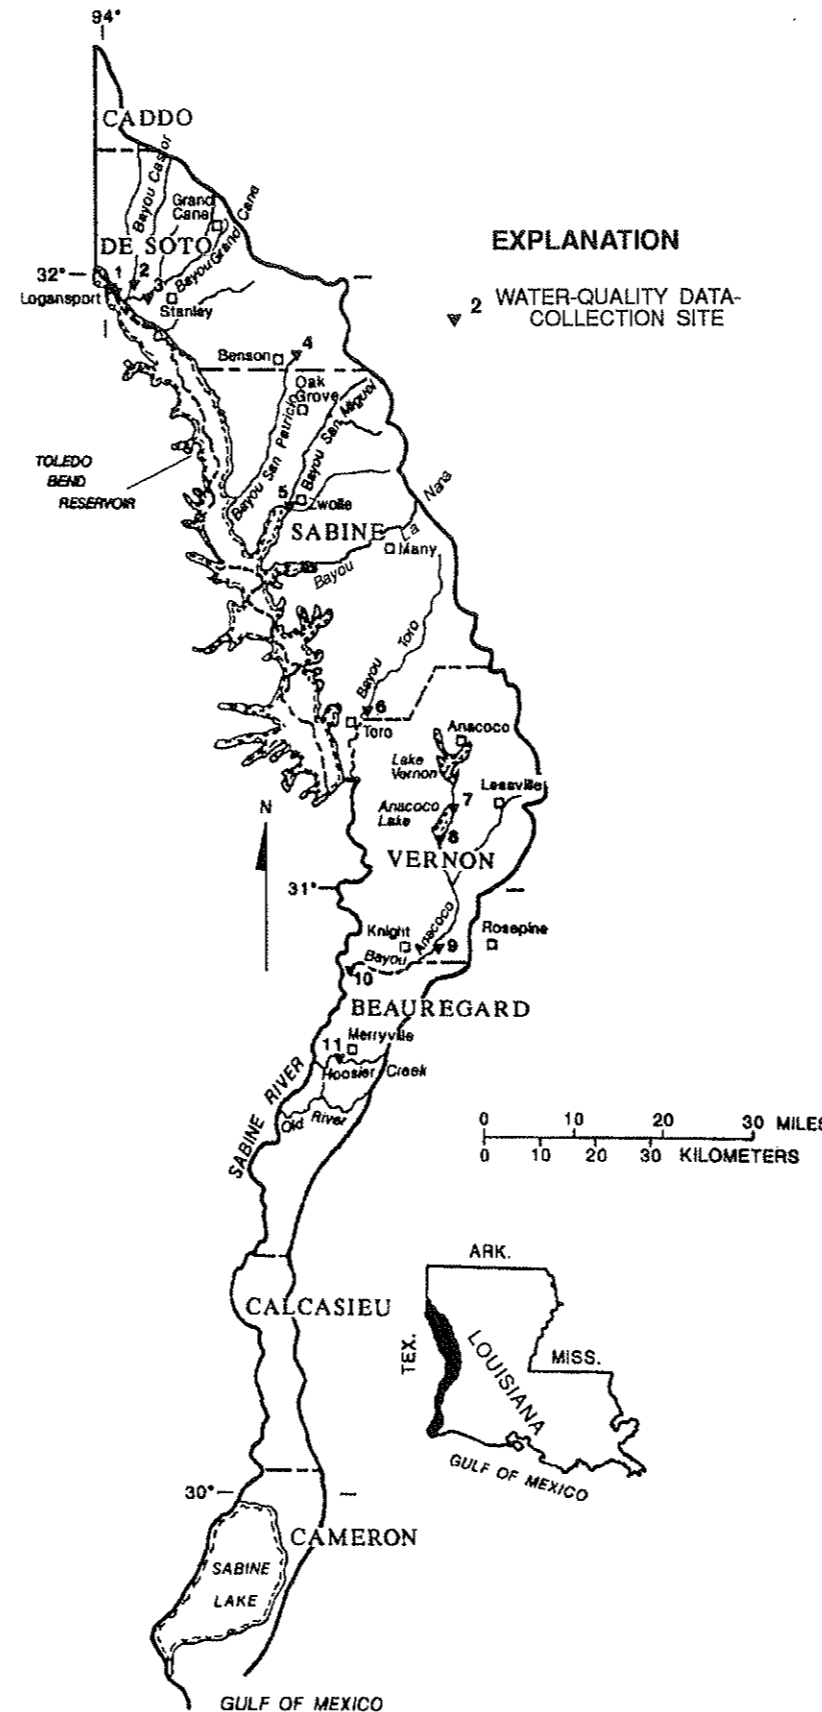 94°
CADDO
Bayou Castor
Grand
Cane
Bayou Grand Cane
DE SOTO
EXPLANATION
32°
1
2
3
Logansport
Stanley
2 WATER-QUALITY DATA-
COLLECTION SITE
4
Benson
Oak
Grove
Bayou San Patrick
Bayou San Miguel
TOLEDO
BEND
RESERVOIR
5
Zwolle
SABINE
Bayou La Nana
Many
Bayou Toro
6
Toro
Anacoco
Lake
Vernon
Leesville
7
Anacoco
Lake
8
N
VERNON
31°
Knight
Bayou Anacoco
9
Rosepine
10
BEAUREGARD
Merryville
11
Hoosier Creek
SABINE RIVER
Old River
0 10 20 30 MILES
0 10 20 30 KILOMETERS
ARK.
TEX.
LOUISIANA
MISS.
GULF OF MEXICO
CALCASIEU
30°
CAMERON
SABINE
LAKE
GULF OF MEXICO